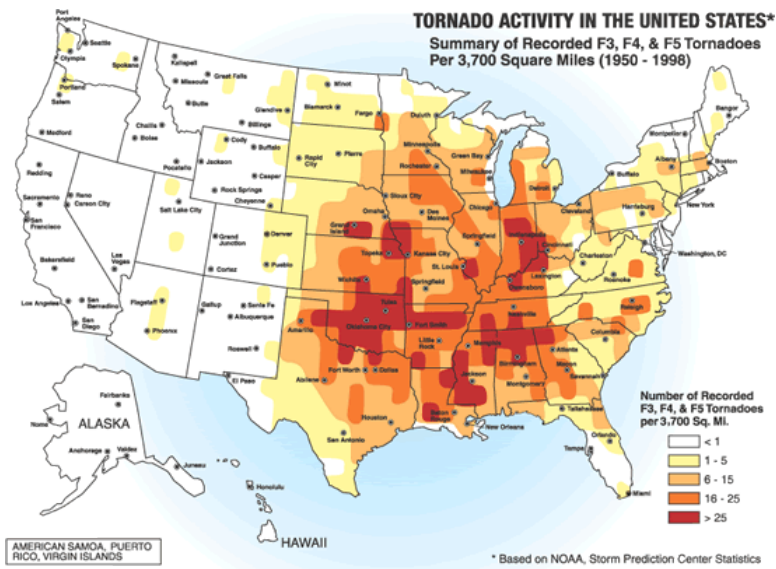 TORNADO ACTIVITY IN THE UNITED STATES*
Summary of Recorded F3, F4, & F5 Tornadoes
Per 3,700 Square Miles (1950 - 1998)
Port
Angeles
Seattle
Olympia
Spokane
Portland
Salem
Medford
Kalispell
Missoula
Great Falls
Butte
Glendive
Billings
Challis
Boise
Pocatello
Cody
Buffalo
Jackson
Casper
Rock Springs
Cheyenne
Minot
Bismarck
Fargo
Rapid
City
Pierre
Duluth
Minneapolis
Rochester
Green Bay
Milwaukee
Sioux City
Omaha
Des
Moines
Grand
Island
Chicago
Detroit
Cleveland
Buffalo
Albany
Montpelier
Bangor
Boston
New York
Harrisburg
Washington, DC
Redding
Reno
Carson City
Sacramento
San
Francisco
Bakersfield
Las
Vegas
Los Angeles
San
Bernadino
San
Diego
Salt Lake City
Grand
Junction
Denver
Pueblo
Cortez
Flagstaff
Phoenix
Gallup
Santa Fe
Albuquerque
Roswell
El Paso
Topeka
Kansas City
Wichita
Springfield
St. Louis
Springfield
Indianapolis
Cincinnati
Lexington
Owensboro
Charleston
Roanoke
Raleigh
Columbia
Tulsa
Oklahoma City
Amarillo
Fort Smith
Little
Rock
Memphis
Nashville
Birmingham
Atlanta
Macon
Savannah
Montgomery
Jackson
Abilene
Fort Worth
Dallas
Houston
San Antonio
Baton
Rouge
New Orleans
Tallahassee
Orlando
Tampa
Miami
Fairbanks
Nome
ALASKA
Anchorage
Valdez
Juneau
Honolulu
HAWAII
Number of Recorded
F3, F4, & F5 Tornadoes
per 3,700 Sq. Mi.
< 1
1 - 5
6 - 15
16 - 25
> 25
AMERICAN SAMOA, PUERTO
RICO, VIRGIN ISLANDS
* Based on NOAA, Storm Prediction Center Statistics